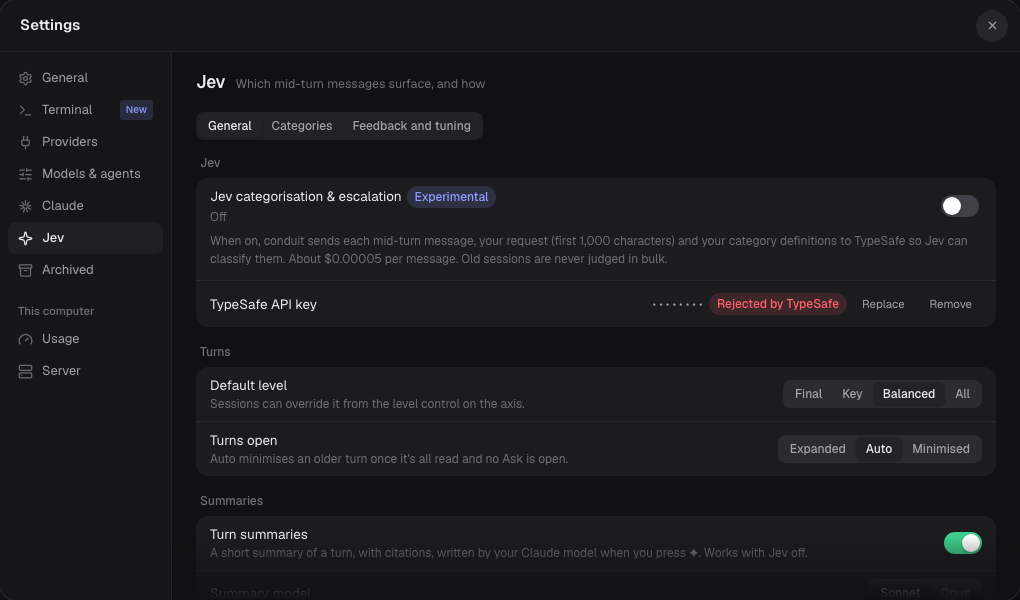 Settings
General
Terminal New
Providers
Models & agents
Claude
Jev
Archived
This computer
Usage
Server
Jev Which mid-turn messages surface, and how
General Categories Feedback and tuning
Jev
Jev categorisation & escalation Experimental
Off
When on, conduit sends each mid-turn message, your request (first 1,000 characters) and your category definitions to TypeSafe so Jev can
classify them. About $0.00005 per message. Old sessions are never judged in bulk.
TypeSafe API key ········ Rejected by TypeSafe Replace Remove
Turns
Default level
Sessions can override it from the level control on the axis.
Final Key Balanced All
Turns open
Auto minimises an older turn once it's all read and no Ask is open.
Expanded Auto Minimised
Summaries
Turn summaries
A short summary of a turn, with citations, written by your Claude model when you press ✦. Works with Jev off.
Summary model Sonnet Opus